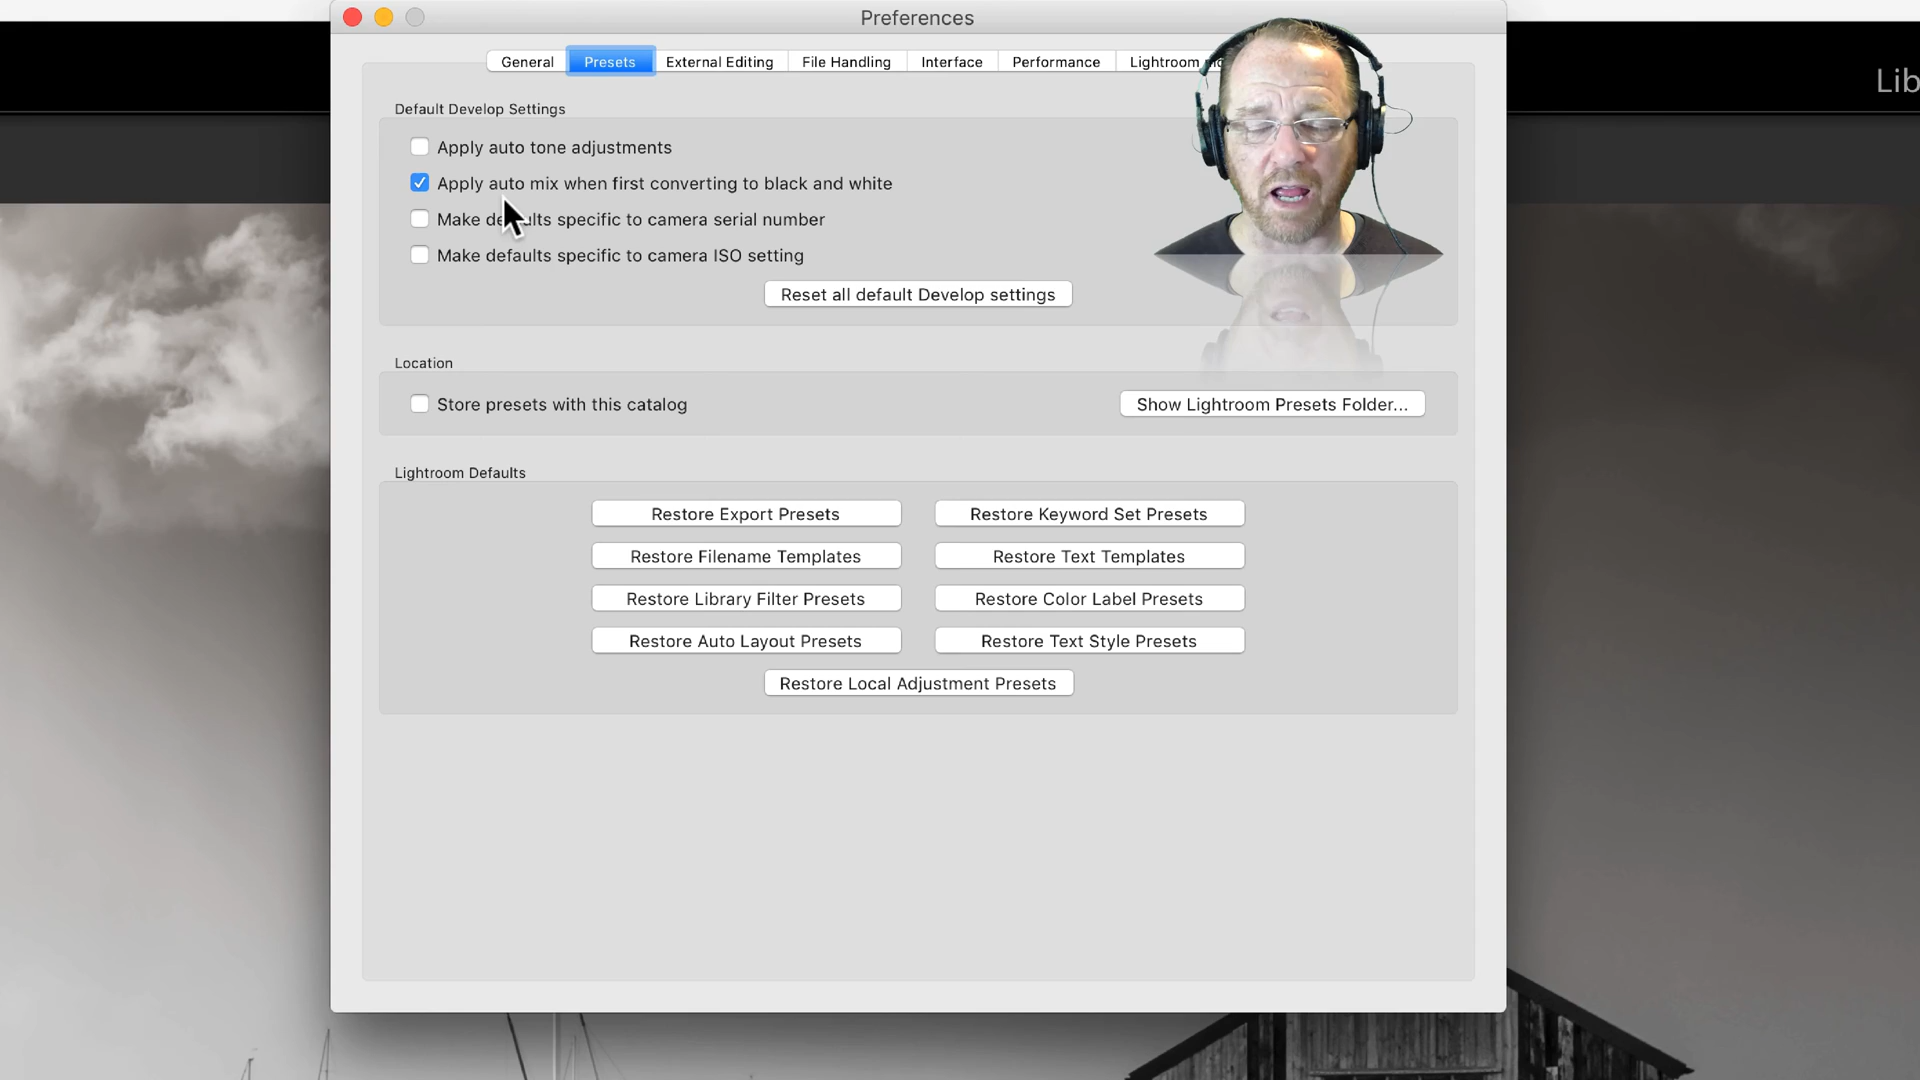 Preferences
General Presets External Editing File Handling Interface Performance Lightroom
Lib
Default Develop Settings
Apply auto tone adjustments
Apply auto mix when first converting to black and white
Make defaults specific to camera serial number
Make defaults specific to camera ISO setting
Reset all default Develop settings
Location
Store presets with this catalog
Show Lightroom Presets Folder...
Lightroom Defaults
Restore Export Presets Restore Keyword Set Presets
Restore Filename Templates Restore Text Templates
Restore Library Filter Presets Restore Color Label Presets
Restore Auto Layout Presets Restore Text Style Presets
Restore Local Adjustment Presets